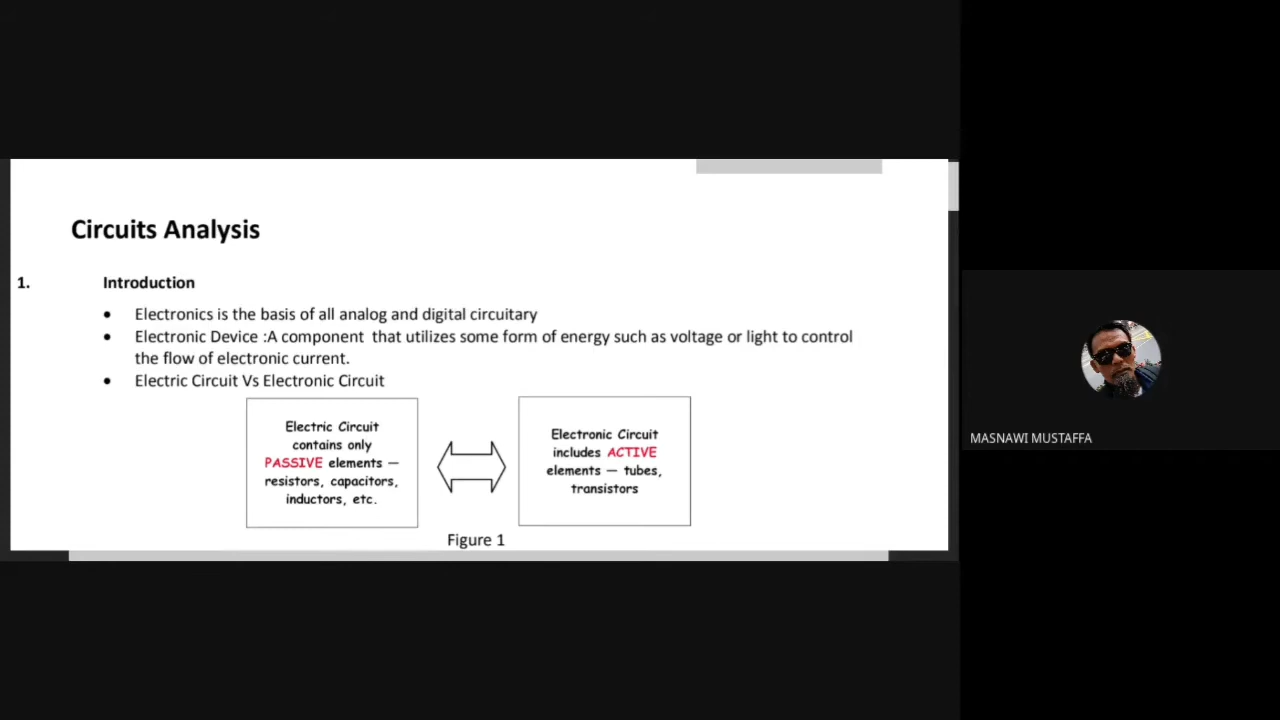 Circuits Analysis
1. Introduction
• Electronics is the basis of all analog and digital circuitary
• Electronic Device :A component that utilizes some form of energy such as voltage or light to control
the flow of electronic current.
• Electric Circuit Vs Electronic Circuit
Electric Circuit
contains only
PASSIVE elements —
resistors, capacitors,
inductors, etc.
Electronic Circuit
includes ACTIVE
elements — tubes,
transistors
Figure 1
MASNAWI MUSTAFFA